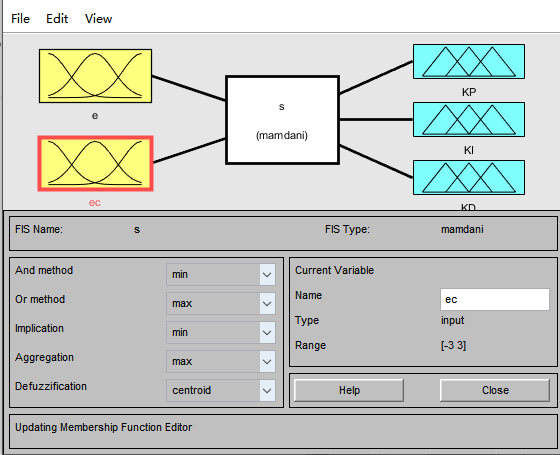 File Edit View
e
ec
s
(mamdani)
KP
KI
KD
FIS Name: s FIS Type: mamdani
And method min
Or method max
Implication min
Aggregation max
Defuzzification centroid
Current Variable
Name ec
Type input
Range [-3 3]
Help Close
Updating Membership Function Editor